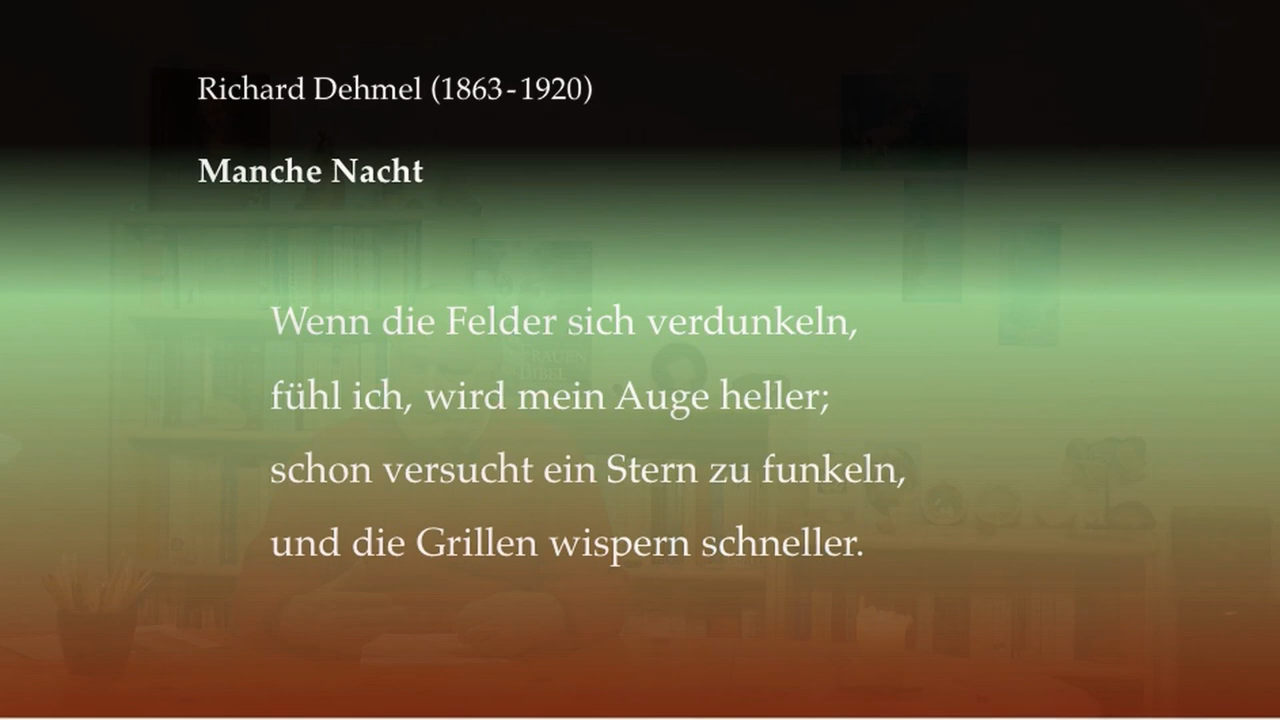 Richard Dehmel (1863-1920)
Manche Nacht
Wenn die Felder sich verdunkeln,
fühl ich, wird mein Auge heller;
schon versucht ein Stern zu funkeln,
und die Grillen wispern schneller.